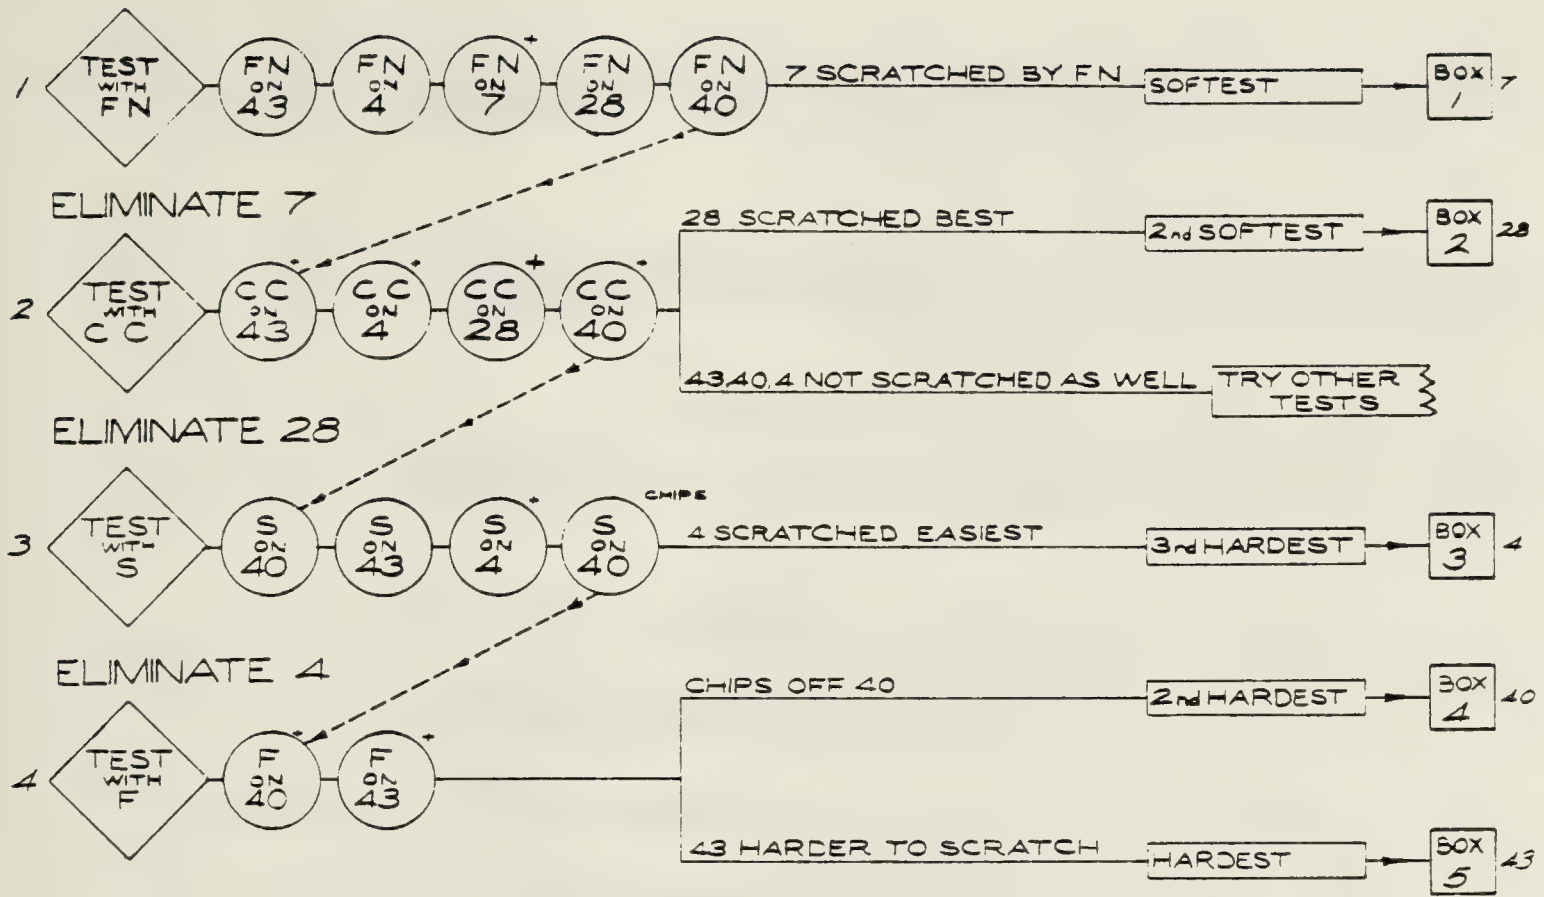 1
TEST
WITH
FN
FN
ON
43
FN
ON
4
+
FN
ON
7
FN
ON
28
FN
ON
40
7 SCRATCHED BY FN
SOFTEST
BOX
1
7
ELIMINATE 7
2
TEST
WITH
CC
CC
ON
43
CC
ON
4
+
CC
ON
28
CC
ON
40
28 SCRATCHED BEST
2nd SOFTEST
BOX
2
28
43,40,4 NOT SCRATCHED AS WELL
TRY OTHER
TESTS
ELIMINATE 28
3
TEST
WITH
S
S
ON
40
S
ON
43
+
S
ON
4
CHIPS
S
ON
40
4 SCRATCHED EASIEST
3rd HARDEST
BOX
3
4
ELIMINATE 4
4
TEST
WITH
F
F
ON
40
+
F
ON
43
CHIPS OFF 40
2nd HARDEST
BOX
4
40
43 HARDER TO SCRATCH
HARDEST
BOX
5
43